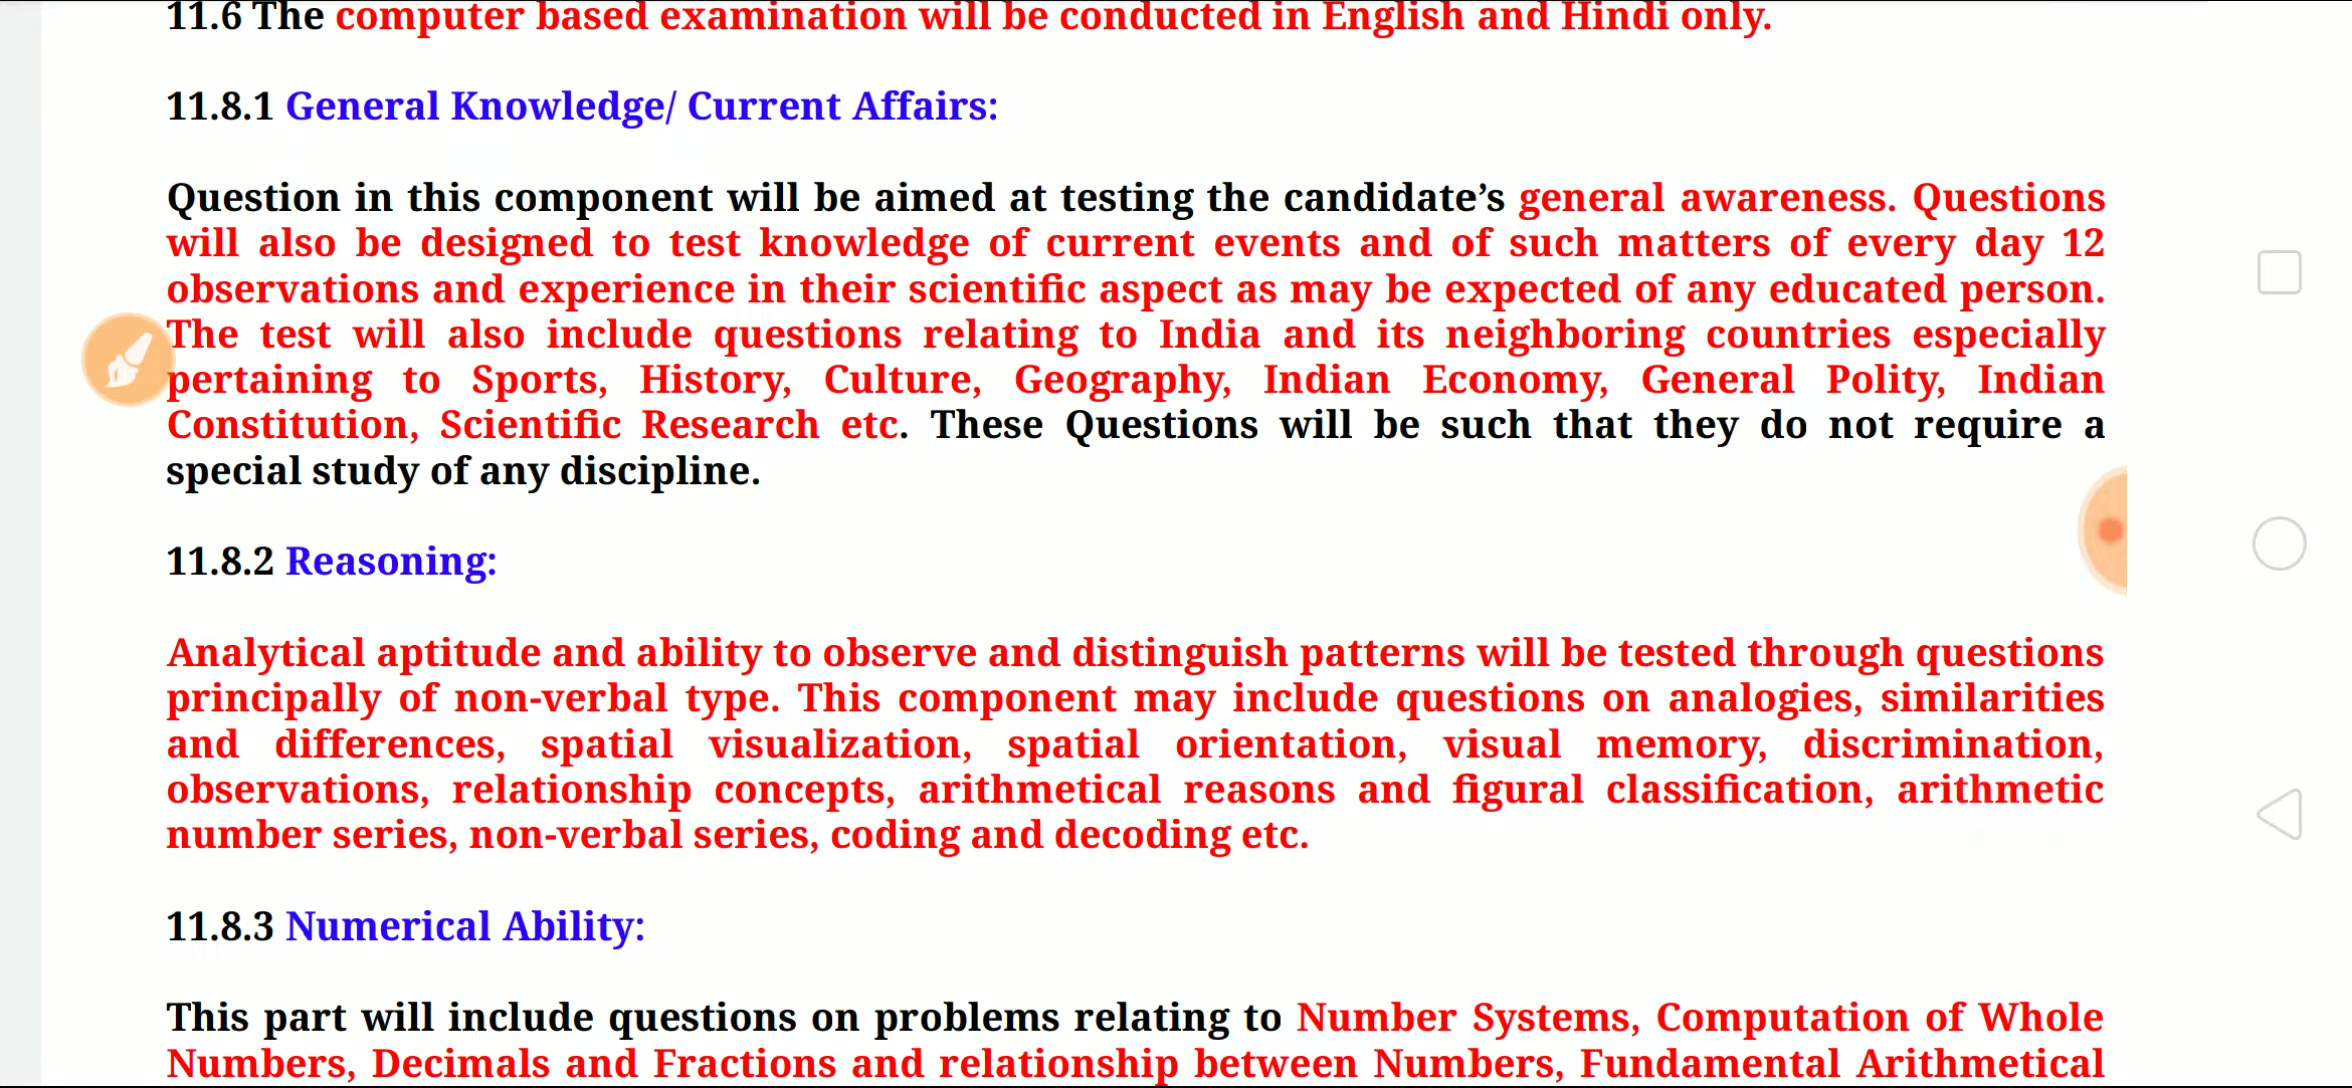 11.6 The computer based examination will be conducted in English and Hindi only.
11.8.1 General Knowledge/ Current Affairs:
Question in this component will be aimed at testing the candidate’s general awareness. Questions
will also be designed to test knowledge of current events and of such matters of every day 12
observations and experience in their scientific aspect as may be expected of any educated person.
The test will also include questions relating to India and its neighboring countries especially
pertaining to Sports, History, Culture, Geography, Indian Economy, General Polity, Indian
Constitution, Scientific Research etc. These Questions will be such that they do not require a
special study of any discipline.
11.8.2 Reasoning:
Analytical aptitude and ability to observe and distinguish patterns will be tested through questions
principally of non-verbal type. This component may include questions on analogies, similarities
and differences, spatial visualization, spatial orientation, visual memory, discrimination,
observations, relationship concepts, arithmetical reasons and figural classification, arithmetic
number series, non-verbal series, coding and decoding etc.
11.8.3 Numerical Ability:
This part will include questions on problems relating to Number Systems, Computation of Whole
Numbers, Decimals and Fractions and relationship between Numbers, Fundamental Arithmetical